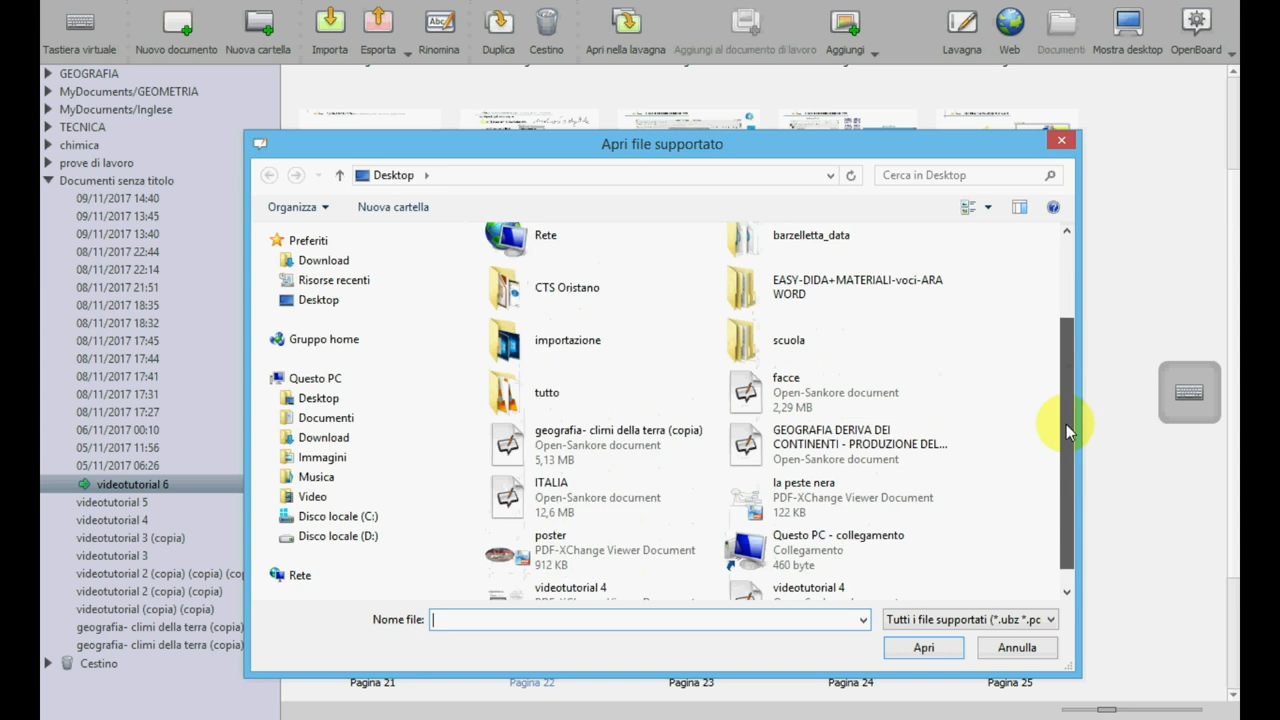 Tastiera virtuale
Nuovo documento
Nuova cartella
Importa
Esporta
Rinomina
Duplica
Cestino
Apri nella lavagna
Aggiungi al documento di lavoro
Aggiungi
Lavagna
Web
Documenti
Mostra desktop
OpenBoard
GEOGRAFIA
MyDocuments/GEOMETRIA
MyDocuments/Inglese
TECNICA
chimica
prove di lavoro
Documenti senza titolo
09/11/2017 14:40
09/11/2017 13:45
09/11/2017 13:40
08/11/2017 22:44
08/11/2017 22:14
08/11/2017 21:51
08/11/2017 18:35
08/11/2017 18:32
08/11/2017 17:45
08/11/2017 17:44
08/11/2017 17:41
08/11/2017 17:31
08/11/2017 17:27
06/11/2017 00:10
05/11/2017 11:56
05/11/2017 06:26
videotutorial 6
videotutorial 5
videotutorial 4
videotutorial 3 (copia)
videotutorial 3
videotutorial 2 (copia) (copia) (co
videotutorial 2 (copia) (copia)
videotutorial (copia) (copia)
geografia- climi della terra (copia)
geografia- climi della terra (copia)
Cestino
Apri file supportato
Desktop
Cerca in Desktop
Organizza
Nuova cartella
Preferiti
Download
Risorse recenti
Desktop
Gruppo home
Questo PC
Desktop
Documenti
Download
Immagini
Musica
Video
Disco locale (C:)
Disco locale (D:)
Rete
Rete
barzelletta_data
CTS Oristano
EASY-DIDA+MATERIALI-voci-ARA
WORD
importazione
scuola
tutto
facce
Open-Sankore document
2,29 MB
geografia- climi della terra (copia)
Open-Sankore document
5,13 MB
GEOGRAFIA DERIVA DEI
CONTINENTI - PRODUZIONE DEL...
Open-Sankore document
ITALIA
Open-Sankore document
12,6 MB
la peste nera
PDF-XChange Viewer Document
122 KB
poster
PDF-XChange Viewer Document
912 KB
Questo PC - collegamento
Collegamento
460 byte
videotutorial 4
videotutorial 4
Nome file:
Tutti i file supportati (*.ubz *.pc
Apri
Annulla
Pagina 21
Pagina 22
Pagina 23
Pagina 24
Pagina 25